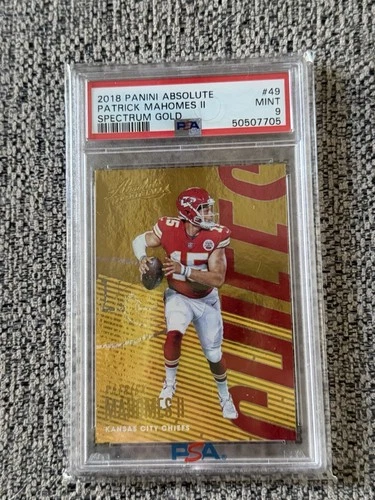 2018 PANINI ABSOLUTE #49
PATRICK MAHOMES II MINT
SPECTRUM GOLD 9
PSA 50507705
Absolute
CHIEFS
15
MAHOMES II
KANSAS CITY CHIEFS
PSA